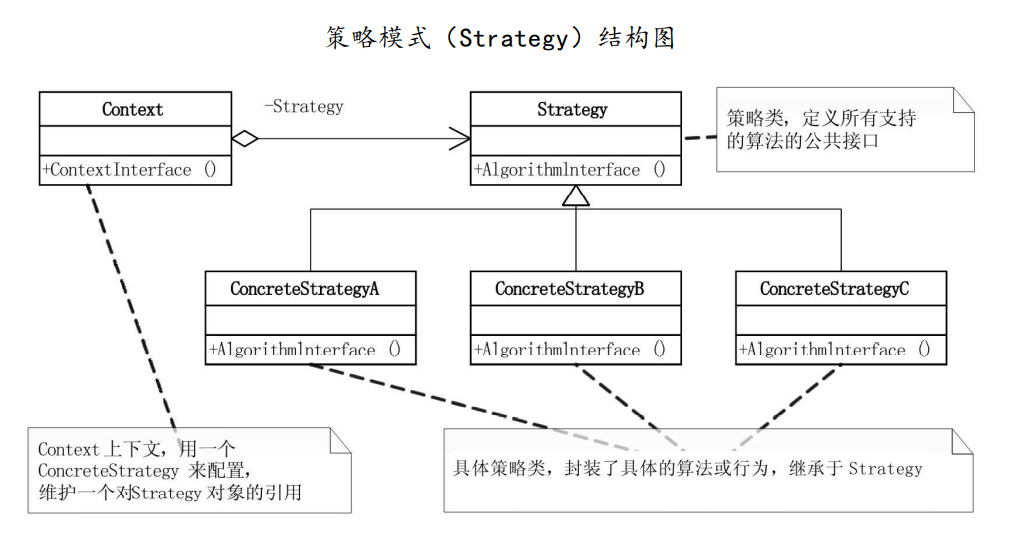 策略模式（Strategy）结构图
Context
-Strategy
Strategy
策略类，定义所有支持
的算法的公共接口
+ContextInterface ()
+AlgorithmInterface ()
ConcreteStrategyA
ConcreteStrategyB
ConcreteStrategyC
+AlgorithmInterface ()
+AlgorithmInterface ()
+AlgorithmInterface ()
Context 上下文，用一个
ConcreteStrategy 来配置，
维护一个对Strategy 对象的引用
具体策略类，封装了具体的算法或行为，继承于 Strategy